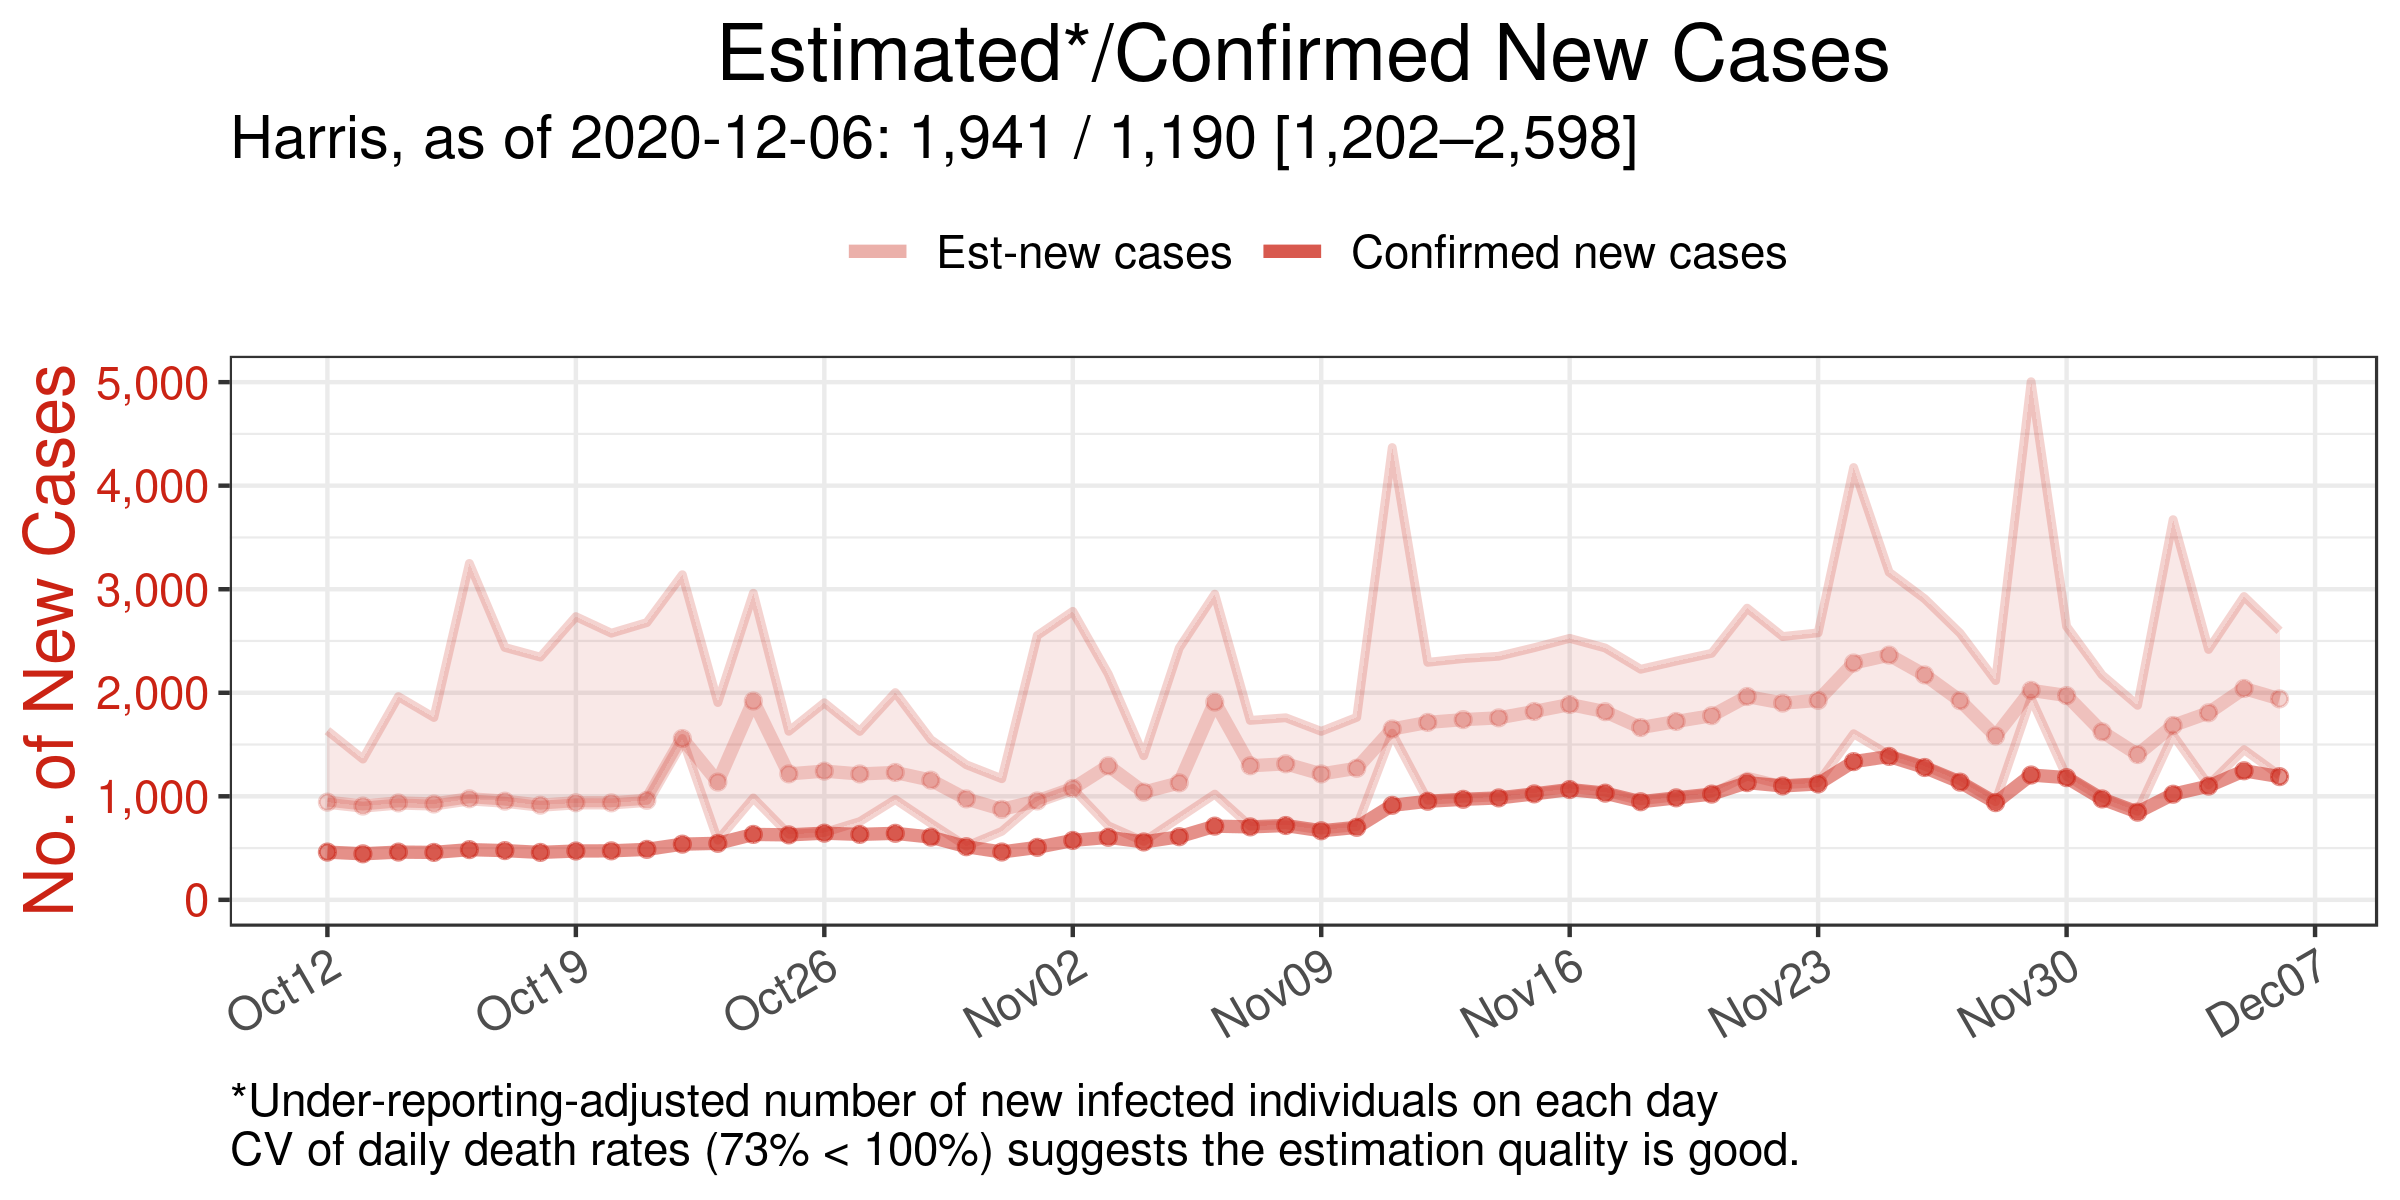 Estimated*/Confirmed New Cases
Harris, as of 2020-12-06: 1,941 / 1,190 [1,202–2,598]
Est-new cases
Confirmed new cases
No. of New Cases
5,000
4,000
3,000
2,000
1,000
0
Oct12
Oct19
Oct26
Nov02
Nov09
Nov16
Nov23
Nov30
Dec07
*Under-reporting-adjusted number of new infected individuals on each day
CV of daily death rates (73% < 100%) suggests the estimation quality is good.